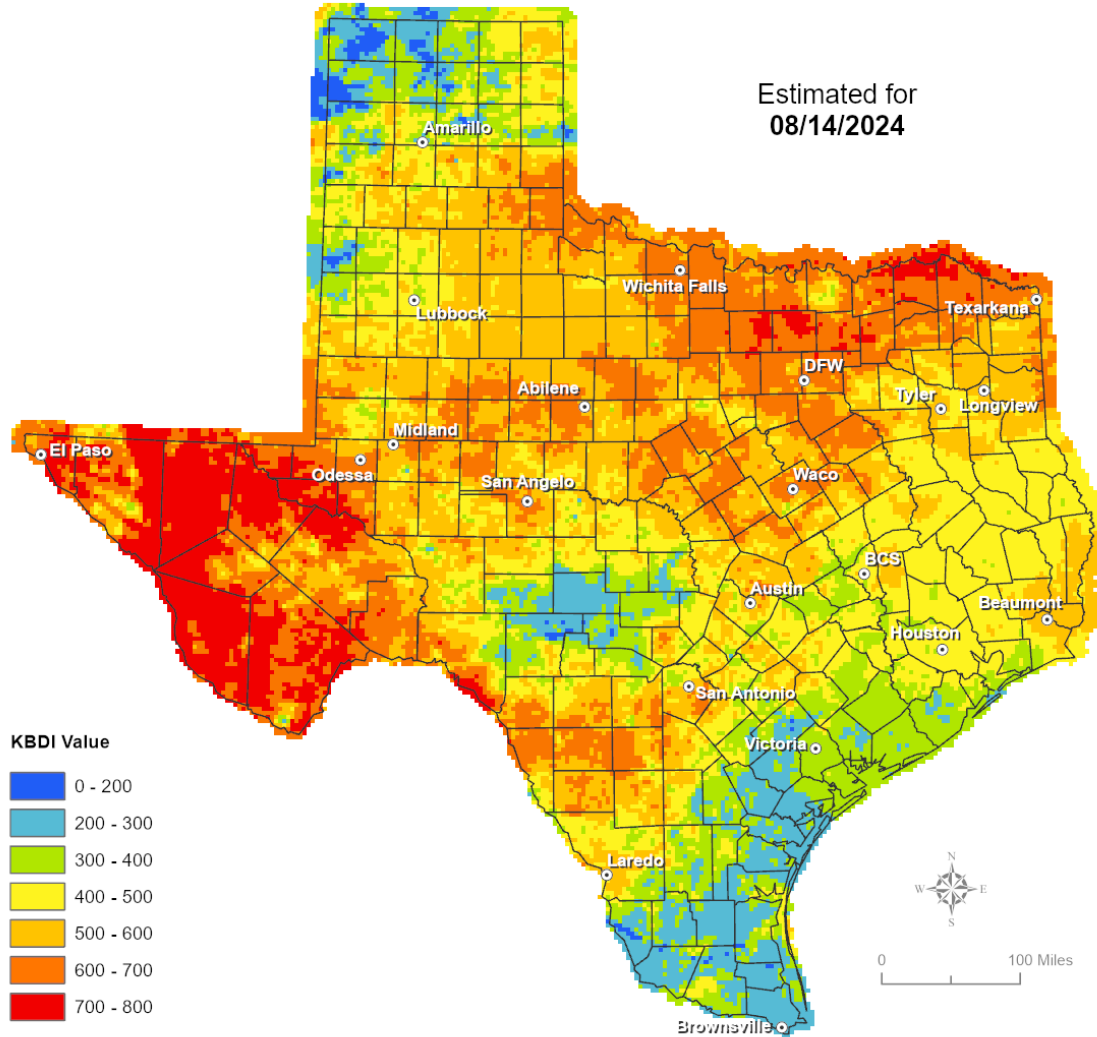 Estimated for
08/14/2024
Amarillo
Wichita Falls
Lubbock
Texarkana
DFW
Abilene
Tyler
Longview
Midland
El Paso
Odessa
San Angelo
Waco
BCS
Austin
Beaumont
Houston
San Antonio
Victoria
Laredo
Brownsville
KBDI Value
0 - 200
200 - 300
300 - 400
400 - 500
500 - 600
600 - 700
700 - 800
N
W E
S
0 100 Miles